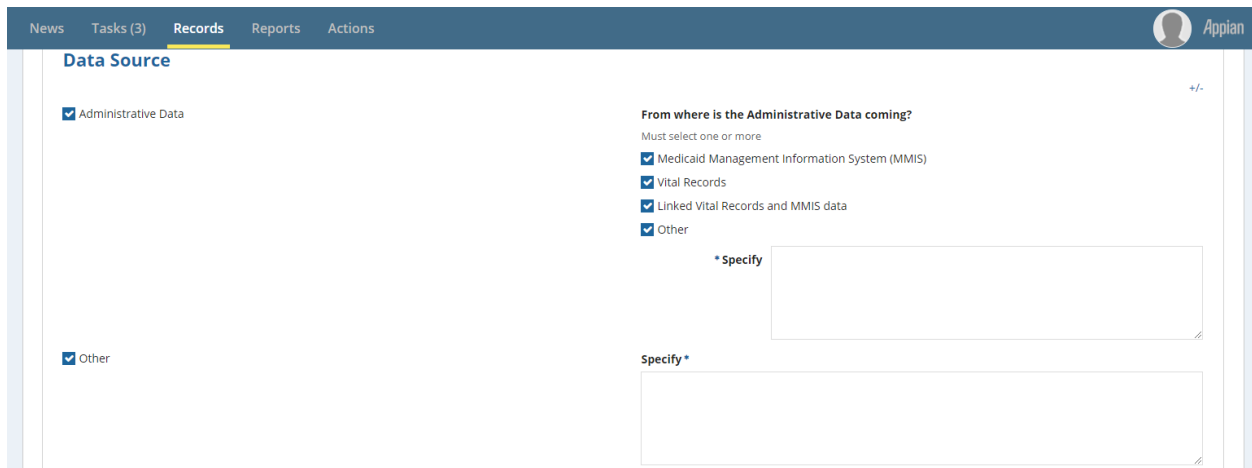 News Tasks (3) Records Reports Actions Appian
Data Source
+/-
Administrative Data
From where is the Administrative Data coming?
Must select one or more
Medicaid Management Information System (MMIS)
Vital Records
Linked Vital Records and MMIS data
Other
* Specify
Other
Specify *